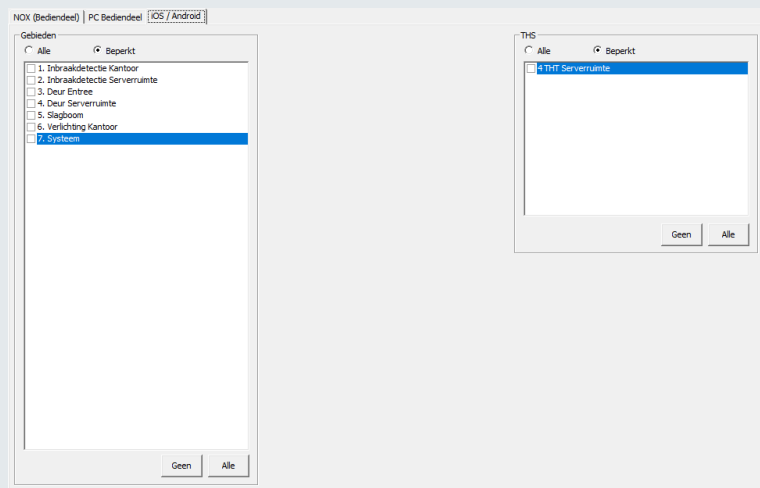 NOX (Bediendeel) PC Bediendeel iOS / Android
Gebieden
Alle Beperkt
1. Inbraakdetectie Kantoor
2. Inbraakdetectie Serverruimte
3. Deur Entree
4. Deur Serverruimte
5. Slagboom
6. Verlichting Kantoor
7. Systeem
Geen Alle
THS
Alle Beperkt
4 THT Serverruimte
Geen Alle